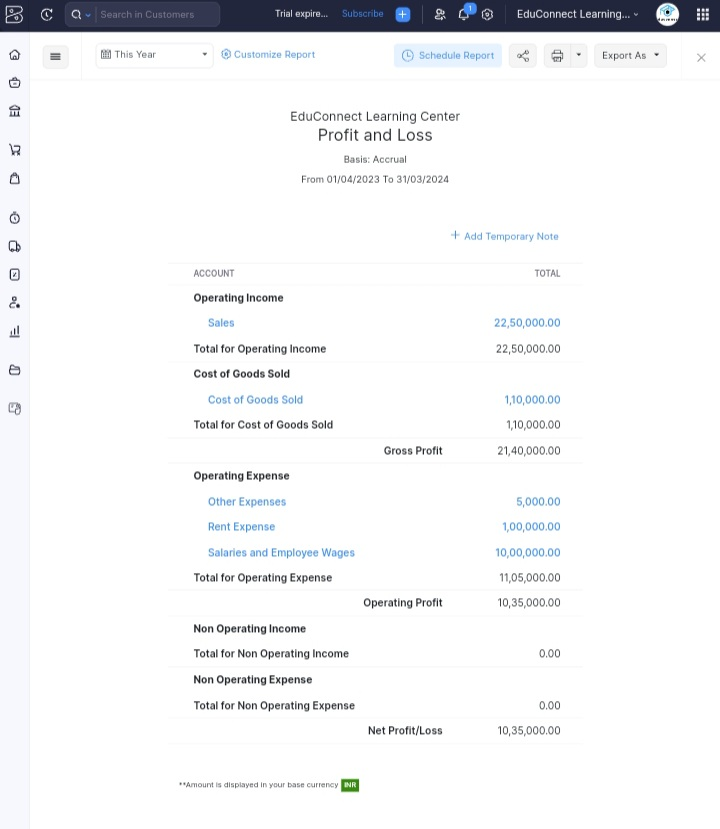 Search in Customers
Trial expire...
Subscribe
1
EduConnect Learning...
This Year
Customize Report
Schedule Report
Export As
EduConnect Learning Center
Profit and Loss
Basis: Accrual
From 01/04/2023 To 31/03/2024
+ Add Temporary Note
ACCOUNT TOTAL
Operating Income
Sales 22,50,000.00
Total for Operating Income 22,50,000.00
Cost of Goods Sold
Cost of Goods Sold 1,10,000.00
Total for Cost of Goods Sold 1,10,000.00
Gross Profit 21,40,000.00
Operating Expense
Other Expenses 5,000.00
Rent Expense 1,00,000.00
Salaries and Employee Wages 10,00,000.00
Total for Operating Expense 11,05,000.00
Operating Profit 10,35,000.00
Non Operating Income
Total for Non Operating Income 0.00
Non Operating Expense
Total for Non Operating Expense 0.00
Net Profit/Loss 10,35,000.00
**Amount is displayed in your base currency INR